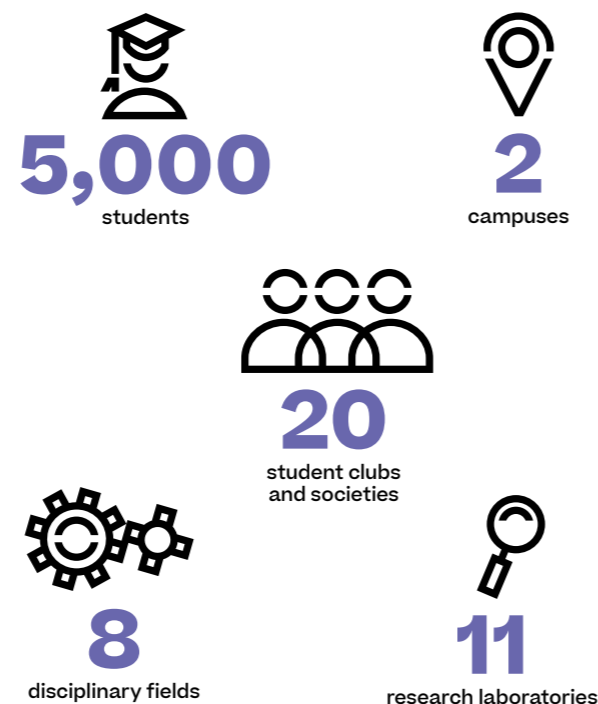 5,000
students
2
campuses
20
student clubs
and societies
8
disciplinary fields
11
research laboratories